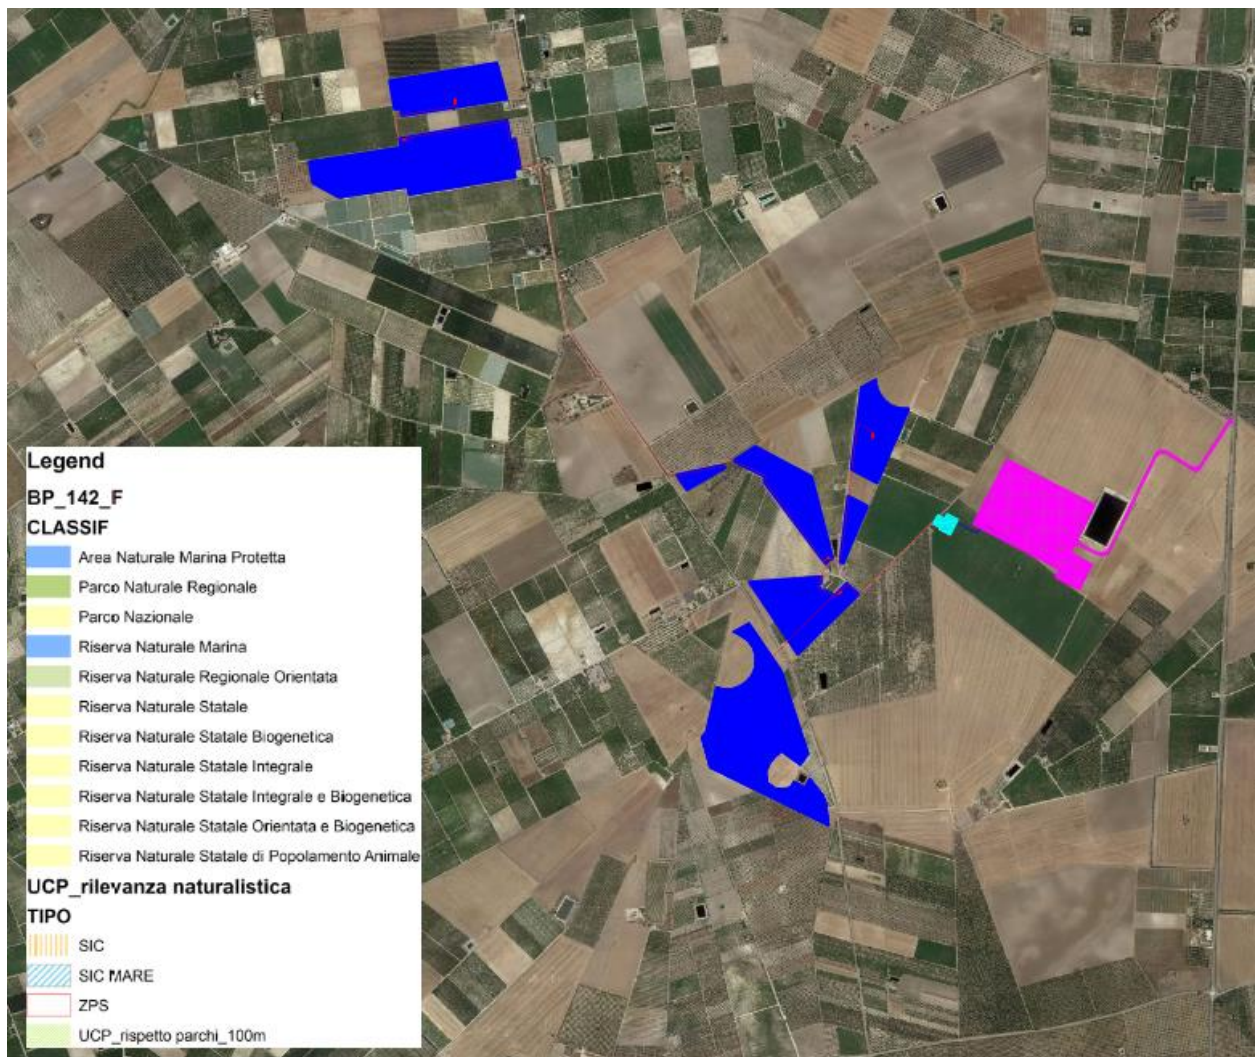 Legend
BP_142_F
CLASSIF
Area Naturale Marina Protetta
Parco Naturale Regionale
Parco Nazionale
Riserva Naturale Marina
Riserva Naturale Regionale Orientata
Riserva Naturale Statale
Riserva Naturale Statale Biogenetica
Riserva Naturale Statale Integrale
Riserva Naturale Statale Integrale e Biogenetica
Riserva Naturale Statale Orientata e Biogenetica
Riserva Naturale Statale di Popolamento Animale
UCP_rilevanza naturalistica
TIPO
SIC
SIC MARE
ZPS
UCP_rispetto parchi_100m